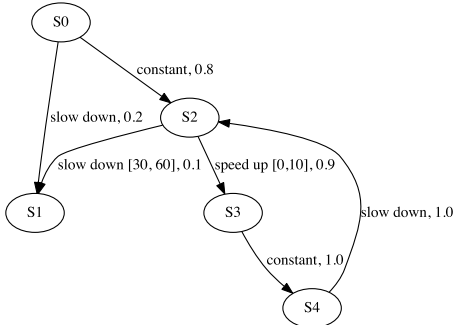 S0
constant, 0.8
slow down, 0.2
S2
slow down [30, 60], 0.1
speed up [0,10], 0.9
S1
S3
slow down, 1.0
constant, 1.0
S4